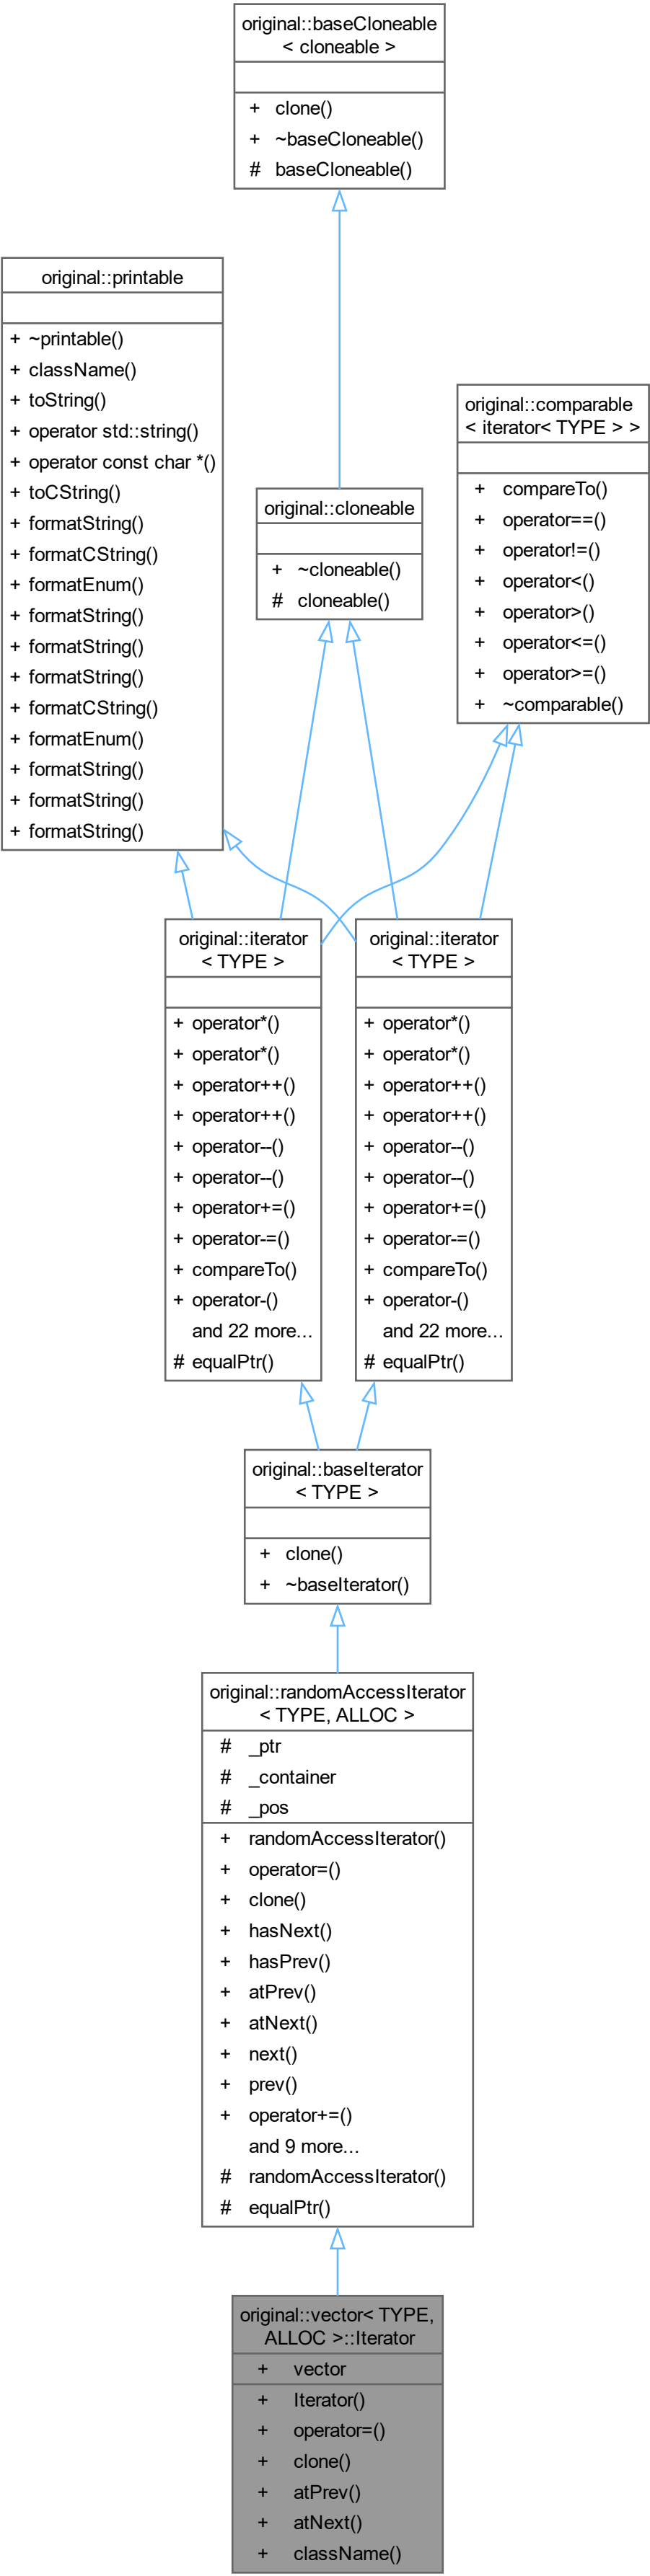 original::baseCloneable
< cloneable >
+ clone()
+ ~baseCloneable()
# baseCloneable()
original::printable
+ ~printable()
+ className()
+ toString()
+ operator std::string()
+ operator const char *()
+ toCString()
+ formatString()
+ formatCString()
+ formatEnum()
+ formatString()
+ formatString()
+ formatString()
+ formatCString()
+ formatEnum()
+ formatString()
+ formatString()
+ formatString()
original::cloneable
+ ~cloneable()
# cloneable()
original::comparable
< iterator< TYPE > >
+ compareTo()
+ operator==()
+ operator!=()
+ operator<()
+ operator>()
+ operator<=()
+ operator>=()
+ ~comparable()
original::iterator
< TYPE >
+ operator*()
+ operator*()
+ operator++()
+ operator++()
+ operator--()
+ operator--()
+ operator+=()
+ operator-=()
+ compareTo()
+ operator-()
and 22 more...
# equalPtr()
original::iterator
< TYPE >
+ operator*()
+ operator*()
+ operator++()
+ operator++()
+ operator--()
+ operator--()
+ operator+=()
+ operator-=()
+ compareTo()
+ operator-()
and 22 more...
# equalPtr()
original::baseIterator
< TYPE >
+ clone()
+ ~baseIterator()
original::randomAccessIterator
< TYPE, ALLOC >
# _ptr
# _container
# _pos
+ randomAccessIterator()
+ operator=()
+ clone()
+ hasNext()
+ hasPrev()
+ atPrev()
+ atNext()
+ next()
+ prev()
+ operator+=()
and 9 more...
# randomAccessIterator()
# equalPtr()
original::vector< TYPE,
ALLOC >::Iterator
+ vector
+ Iterator()
+ operator=()
+ clone()
+ atPrev()
+ atNext()
+ className()